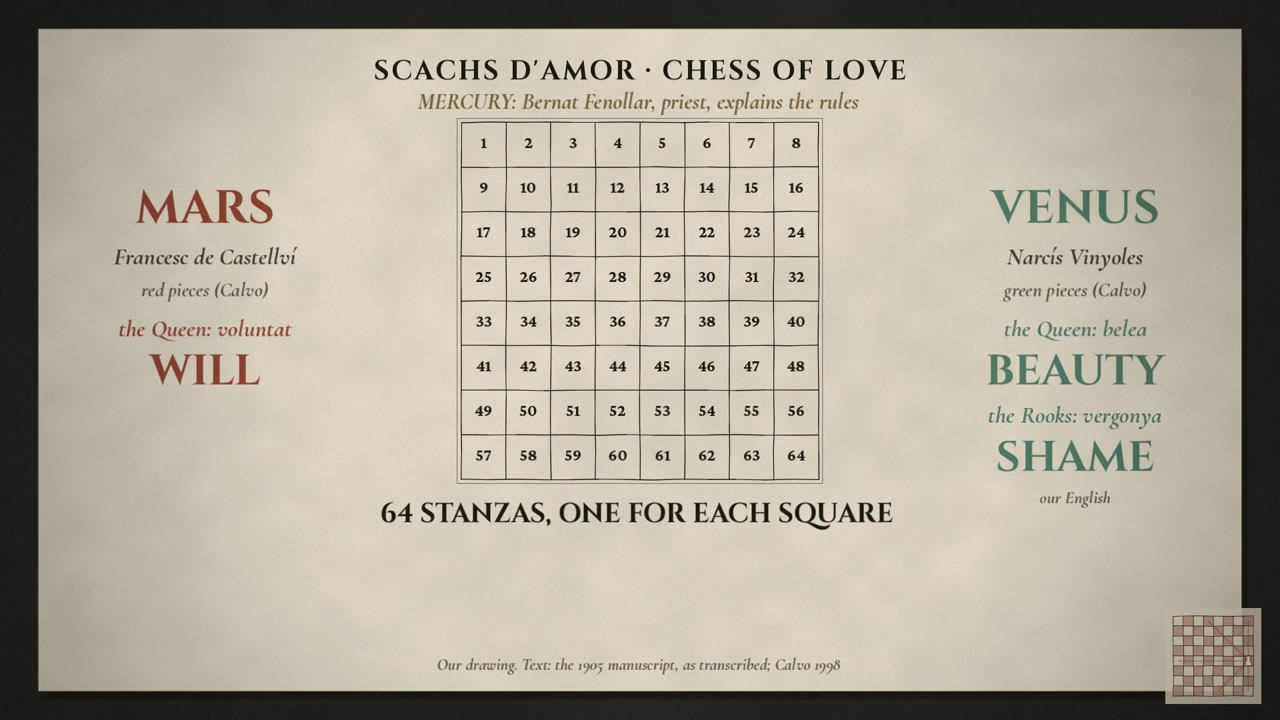 SCACHS D'AMOR · CHESS OF LOVE
MERCURY: Bernat Fenollar, priest, explains the rules
1 2 3 4 5 6 7 8
9 10 11 12 13 14 15 16
17 18 19 20 21 22 23 24
25 26 27 28 29 30 31 32
33 34 35 36 37 38 39 40
41 42 43 44 45 46 47 48
49 50 51 52 53 54 55 56
57 58 59 60 61 62 63 64
64 STANZAS, ONE FOR EACH SQUARE
MARS
Francesc de Castellví
red pieces (Calvo)
the Queen: voluntat
WILL
VENUS
Narcís Vinyoles
green pieces (Calvo)
the Queen: belea
BEAUTY
the Rooks: vergonya
SHAME
our English
Our drawing. Text: the 1905 manuscript, as transcribed; Calvo 1998